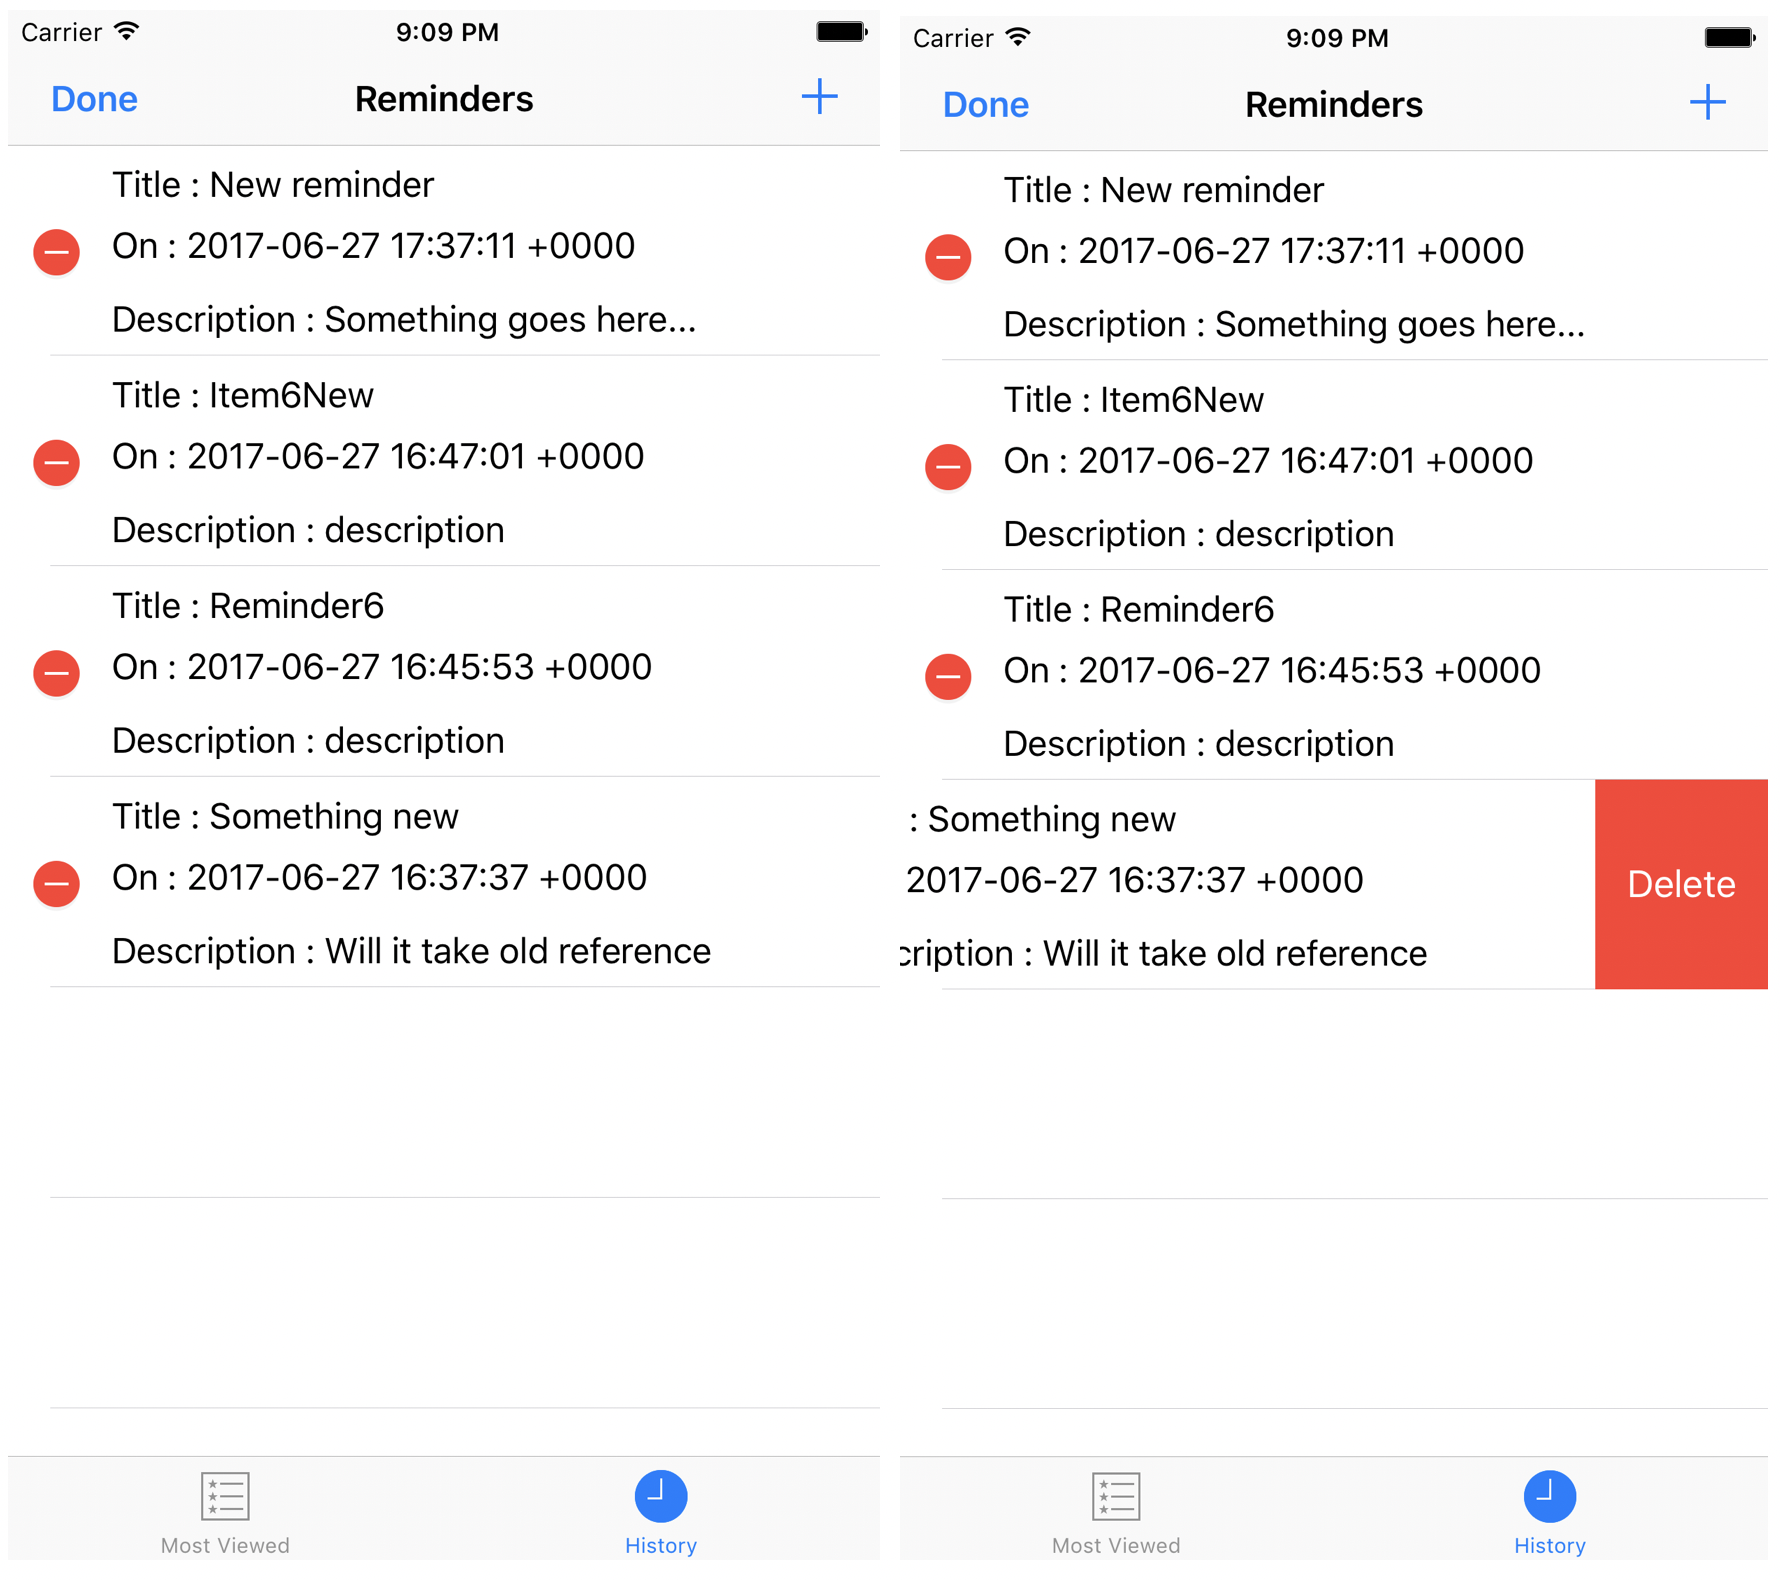 Carrier 9:09 PM
Done Reminders +
Title : New reminder
On : 2017-06-27 17:37:11 +0000
Description : Something goes here...
Title : Item6New
On : 2017-06-27 16:47:01 +0000
Description : description
Title : Reminder6
On : 2017-06-27 16:45:53 +0000
Description : description
Title : Something new
On : 2017-06-27 16:37:37 +0000
Description : Will it take old reference
Most Viewed History
Carrier 9:09 PM
Done Reminders +
Title : New reminder
On : 2017-06-27 17:37:11 +0000
Description : Something goes here...
Title : Item6New
On : 2017-06-27 16:47:01 +0000
Description : description
Title : Reminder6
On : 2017-06-27 16:45:53 +0000
Description : description
: Something new
2017-06-27 16:37:37 +0000
cription : Will it take old reference
Delete
Most Viewed History